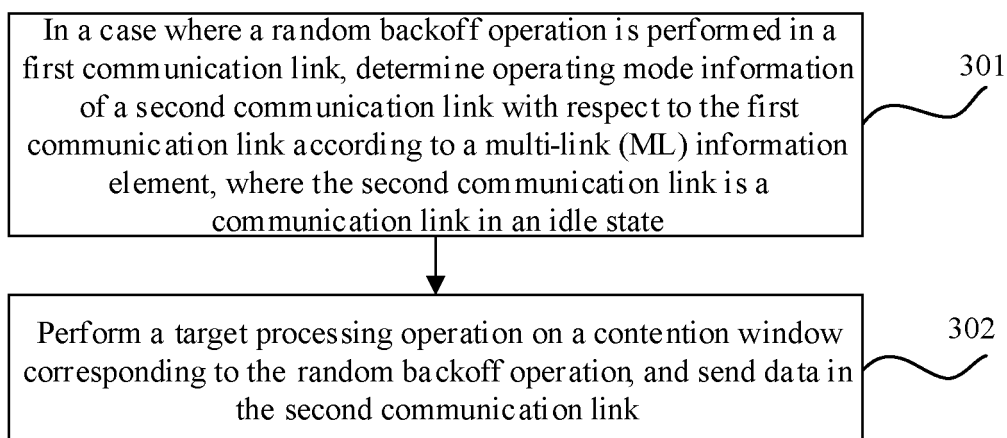 In a case where a random backoff operation is performed in a
first communication link, determine operating mode information
of a second communication link with respect to the first
communication link according to a multi-link (ML) information
element, where the second communication link is a
communication link in an idle state
301
Perform a target processing operation on a contention window
corresponding to the random backoff operation, and send data in
the second communication link
302